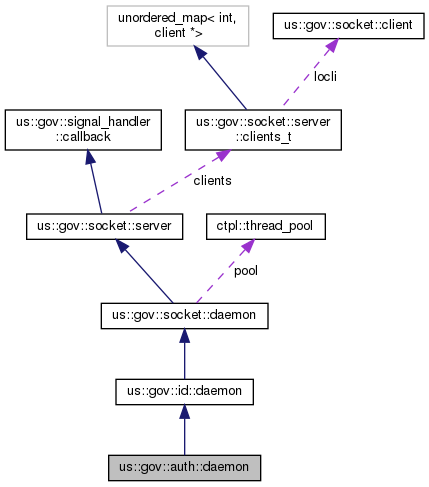 unordered_map< int,
client *>
us::gov::socket::client
locli
us::gov::signal_handler
::callback
us::gov::socket::server
::clients_t
clients
us::gov::socket::server
ctpl::thread_pool
pool
us::gov::socket::daemon
us::gov::id::daemon
us::gov::auth::daemon